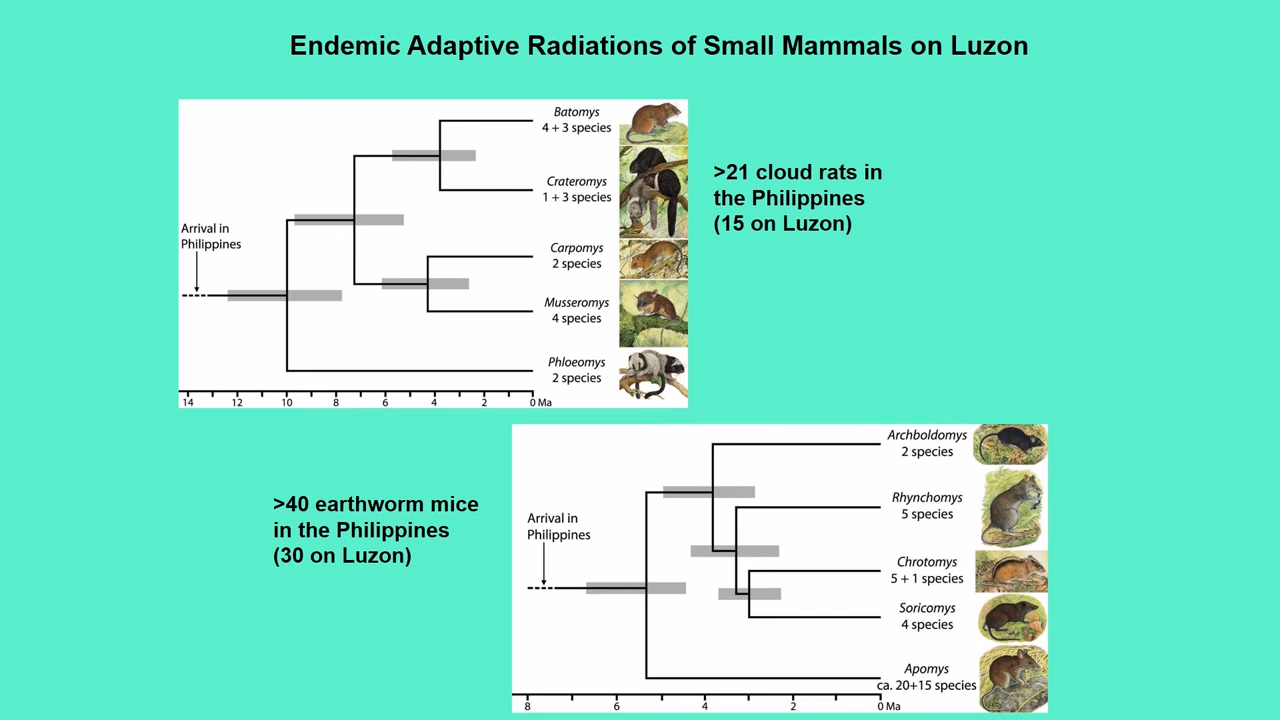 Endemic Adaptive Radiations of Small Mammals on Luzon
Batomys
4 + 3 species
Crateromys
1 + 3 species
Carpomys
2 species
Musseromys
4 species
Phloeomys
2 species
Arrival in
Philippines
14 12 10 8 6 4 2 0 Ma
>21 cloud rats in
the Philippines
(15 on Luzon)
>40 earthworm mice
in the Philippines
(30 on Luzon)
Archboldomys
2 species
Rhynchomys
5 species
Chrotomys
5 + 1 species
Soricomys
4 species
Apomys
ca. 20+15 species
Arrival in
Philippines
8 6 4 2 0 Ma